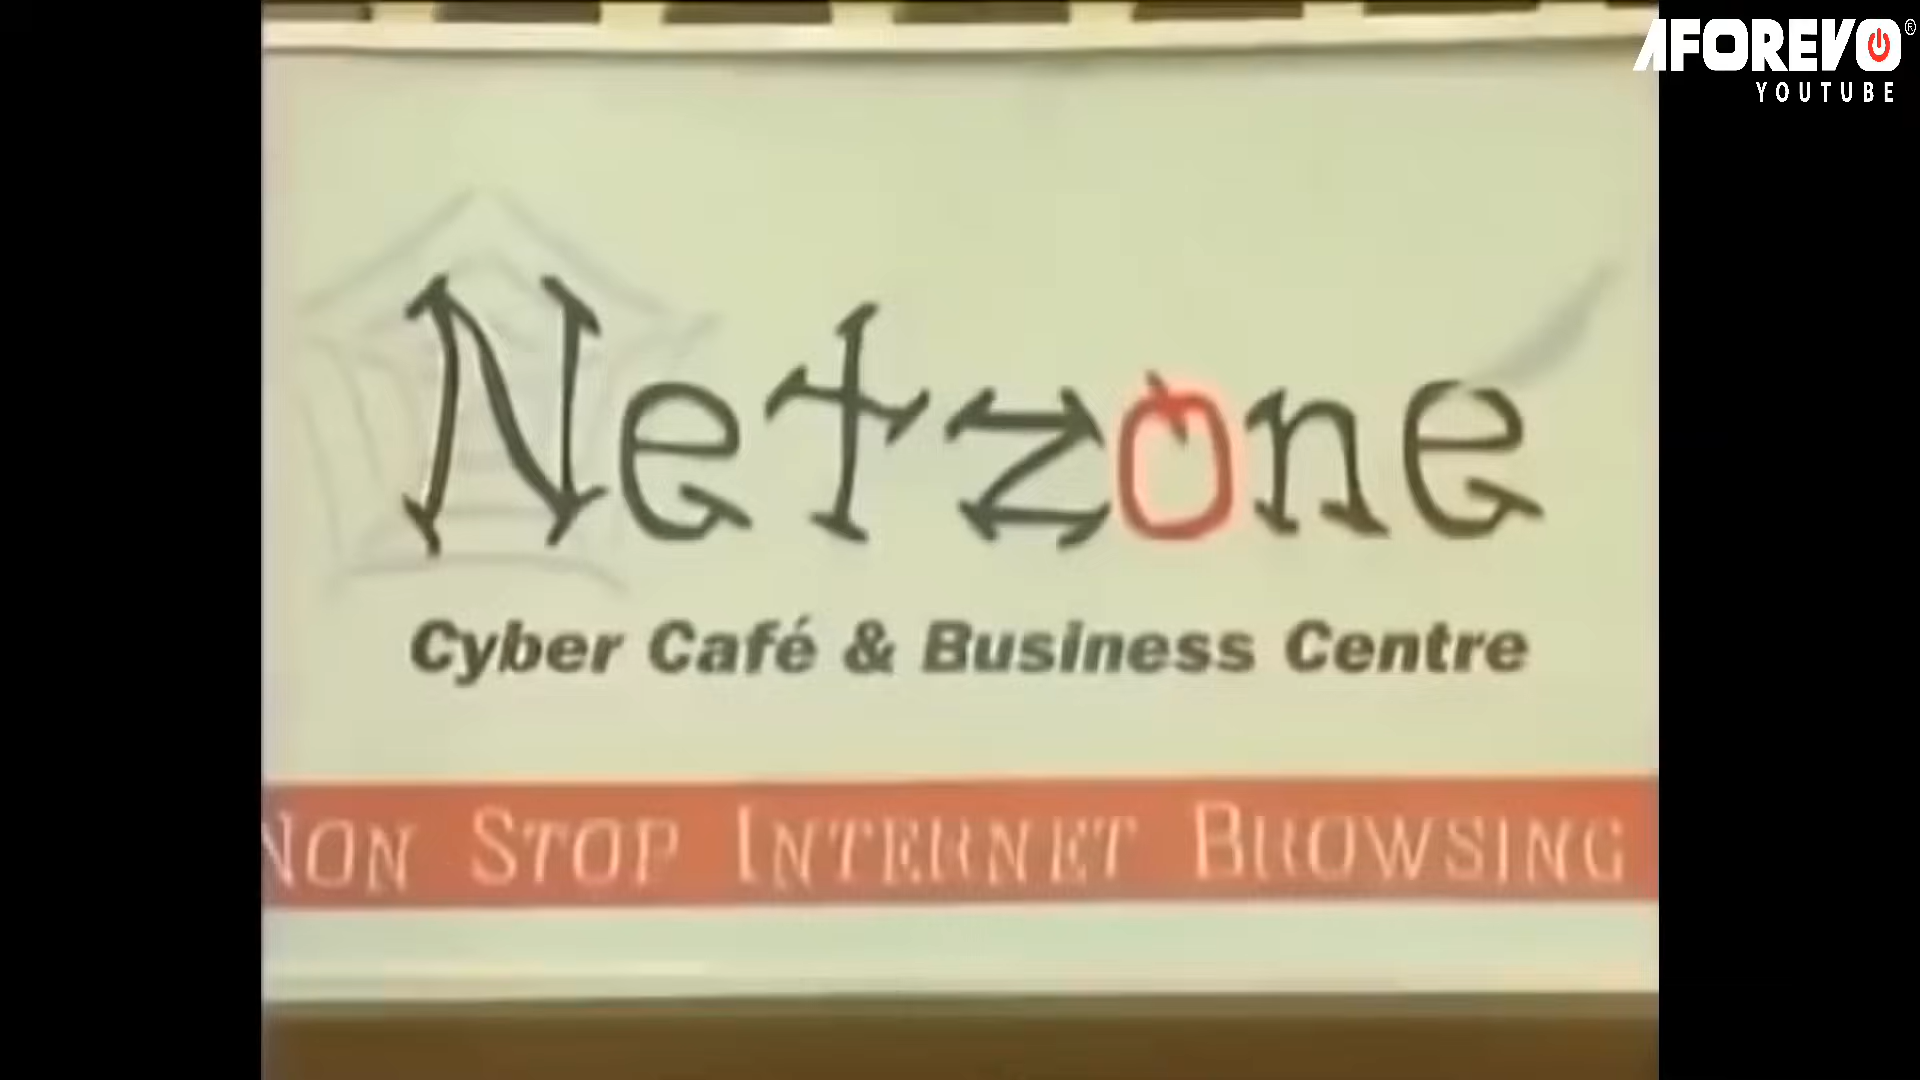 AFOREVO®
YOUTUBE
Netzone
Cyber Café & Business Centre
NON STOP INTERNET BROWSING